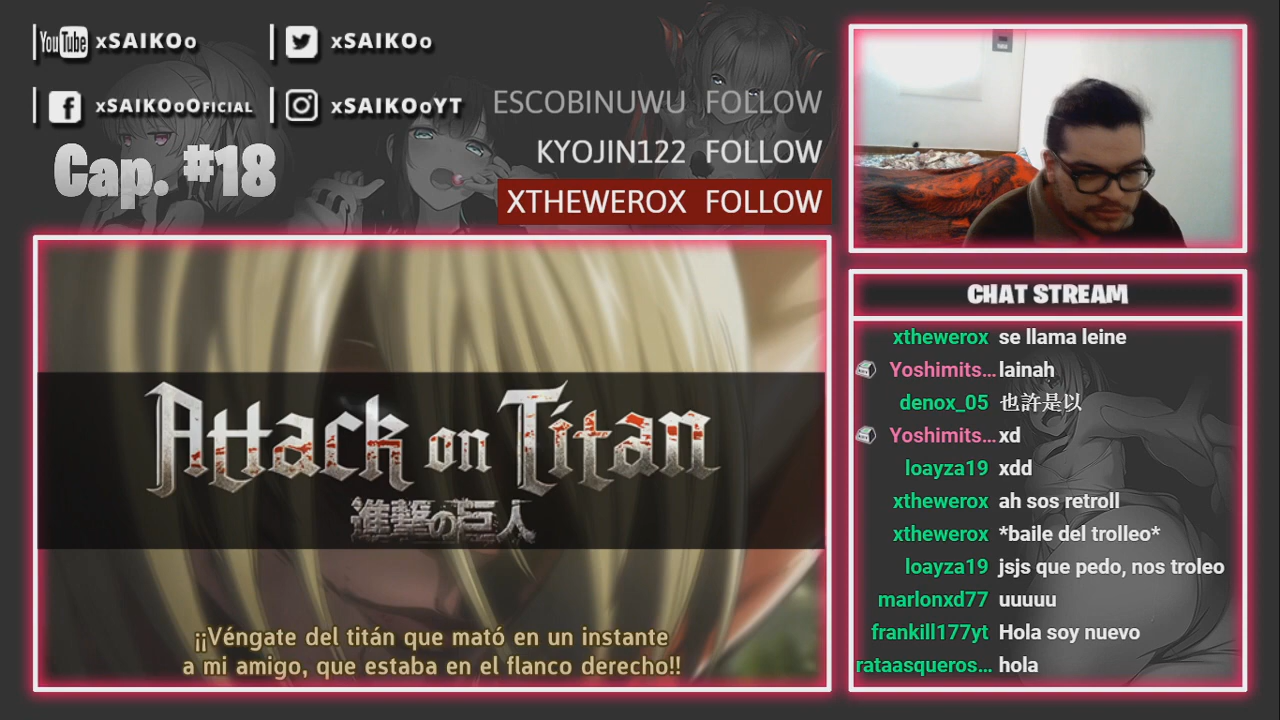 YouTube xSAIKOo
xSAIKOo
xSAIKOoOficial
xSAIKOoYT
Cap. #18
ESCOBINUWU FOLLOW
KYOJIN122 FOLLOW
XTHEWEROX FOLLOW
Attack on Titan
進撃の巨人
¡¡Véngate del titán que mató en un instante
a mi amigo, que estaba en el flanco derecho!!
CHAT STREAM
xthewerox se llama leine
Yoshimits... lainah
denox_05 也許是以
Yoshimits... xd
loayza19 xdd
xthewerox ah sos retroll
xthewerox *baile del trolleo*
loayza19 jsjs que pedo, nos troleo
marlonxd77 uuuuu
frankill177yt Hola soy nuevo
rataasqueros... hola